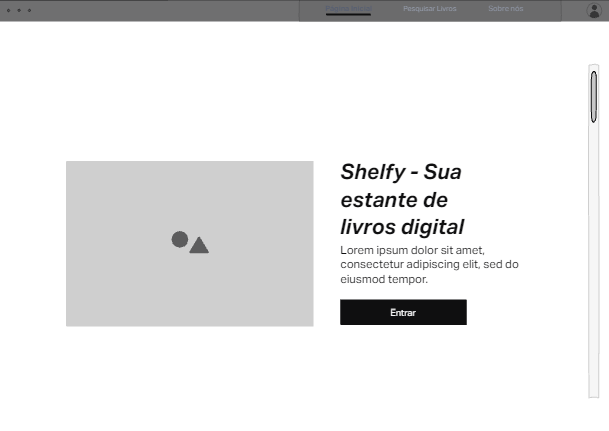 Pesquisar Livros
Sobre nós
Shelfy - Sua
estante de
livros digital
Lorem ipsum dolor sit amet,
consectetur adipiscing elit, sed do
eiusmod tempor.
Entrar